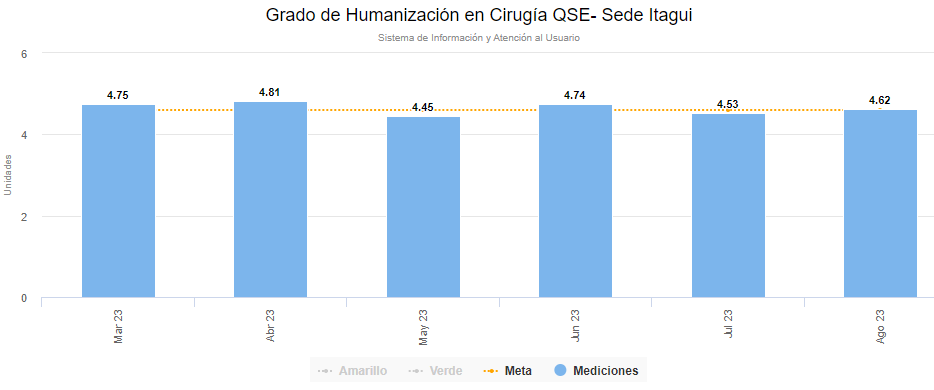 Grado de Humanización en Cirugía QSE- Sede Itagui
Sistema de Información y Atención al Usuario
Unidades
6
4
2
0
4.75
4.81
4.45
4.74
4.53
4.62
Mar 23
Abr 23
May 23
Jun 23
Jul 23
Ago 23
Amarillo
Verde
Meta
Mediciones